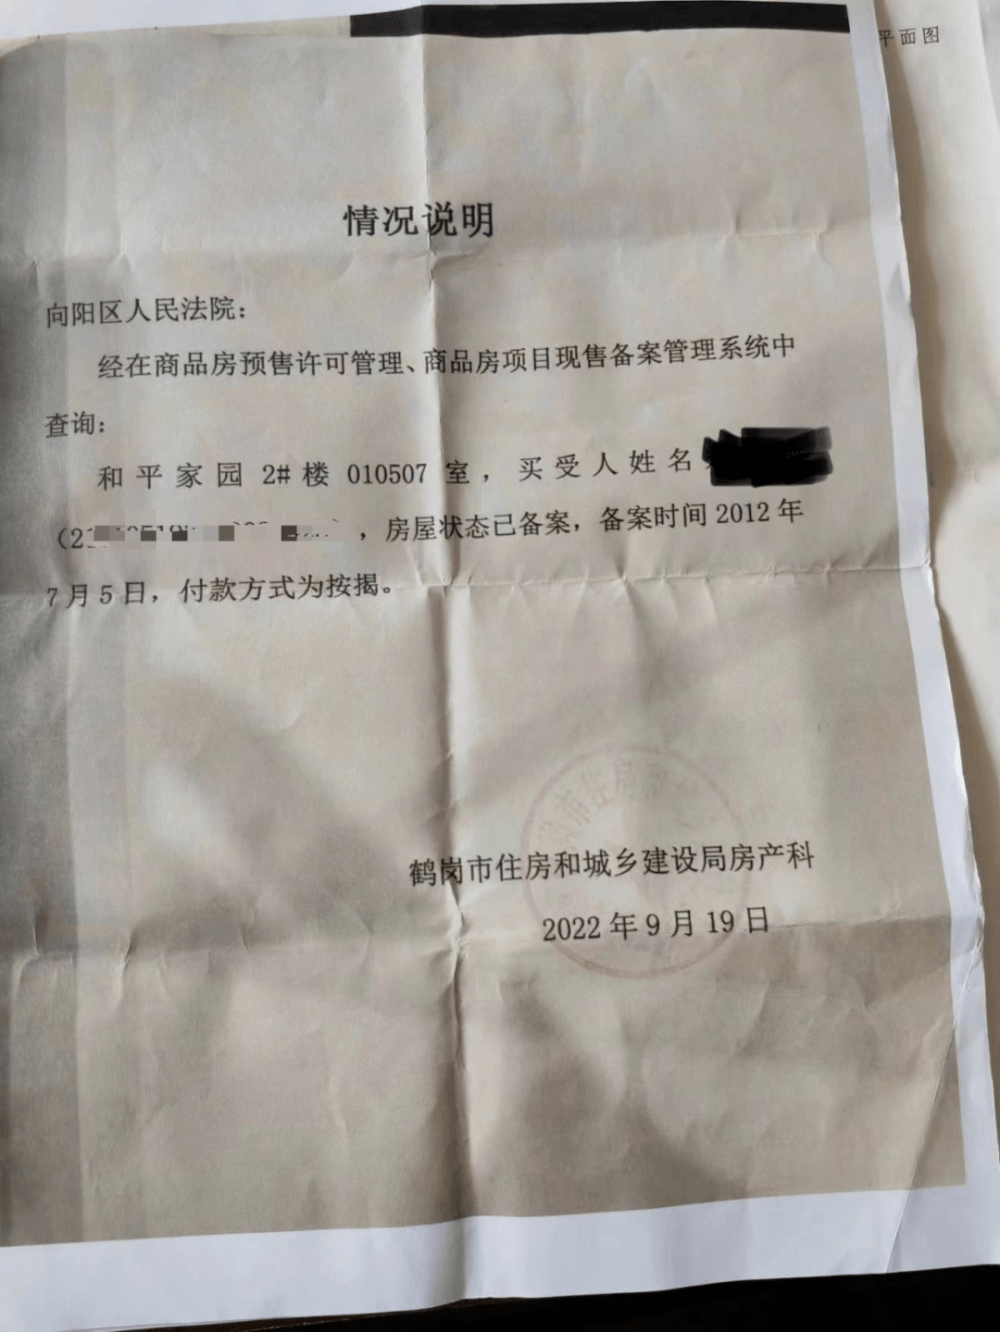 平面图
情况说明
向阳区人民法院：
经在商品房预售许可管理、商品房项目现售备案管理系统中
查询：
和平家园 2#楼 010507 室，买受人姓名
（2 ，房屋状态已备案，备案时间 2012 年
7 月 5 日，付款方式为按揭。
鹤岗市住房和城乡建设局房产科
2022 年 9 月 19 日